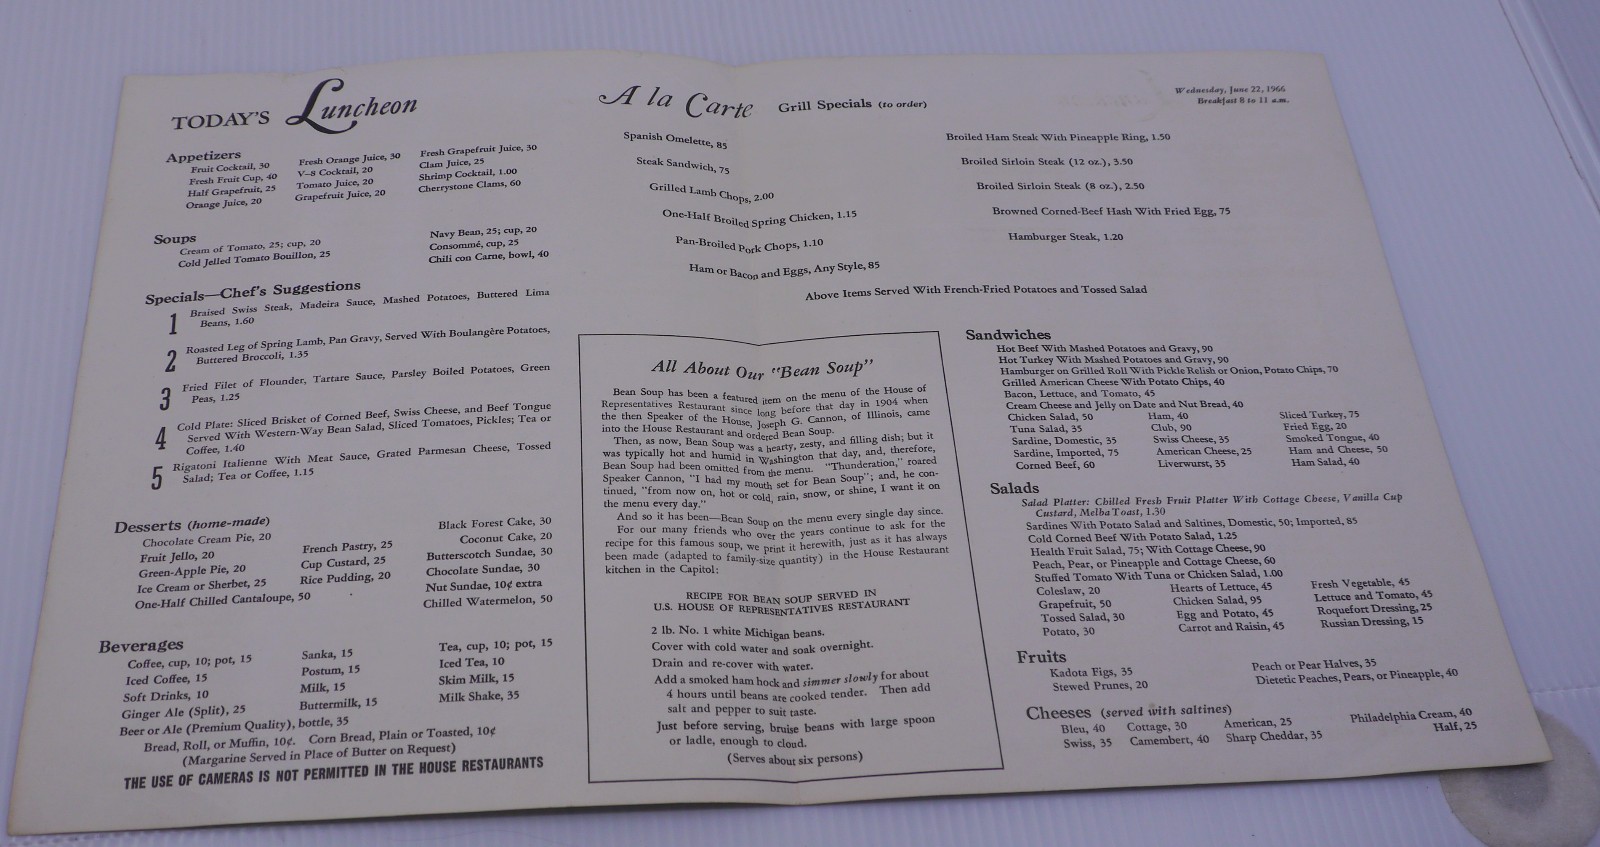 TODAY'S Luncheon
Appetizers
Fruit Cocktail, 30
Fresh Fruit Cup, 40
Half Grapefruit, 25
Orange Juice, 20
Fresh Orange Juice, 30
V–8 Cocktail, 20
Tomato Juice, 20
Grapefruit Juice, 20
Fresh Grapefruit Juice, 30
Clam Juice, 25
Shrimp Cocktail, 1.00
Cherrystone Clams, 60
Soups
Cream of Tomato, 25; cup, 20
Cold Jelled Tomato Bouillon, 25
Navy Bean, 25; cup, 20
Consommé, cup, 25
Chili con Carne, bowl, 40
Specials—Chef's Suggestions
1 Braised Swiss Steak, Madeira Sauce, Mashed Potatoes, Buttered Lima
Beans, 1.60
2 Roasted Leg of Spring Lamb, Pan Gravy, Served With Boulangère Potatoes,
Buttered Broccoli, 1.35
3 Fried Filet of Flounder, Tartare Sauce, Parsley Boiled Potatoes, Green
Peas, 1.25
4 Cold Plate: Sliced Brisket of Corned Beef, Swiss Cheese, and Beef Tongue
Served With Western-Way Bean Salad, Sliced Tomatoes, Pickles; Tea or
Coffee, 1.40
5 Rigatoni Italienne With Meat Sauce, Grated Parmesan Cheese, Tossed
Salad; Tea or Coffee, 1.15
Desserts (home-made)
Chocolate Cream Pie, 20
Fruit Jello, 20
Green-Apple Pie, 20
Ice Cream or Sherbet, 25
One-Half Chilled Cantaloupe, 50
French Pastry, 25
Cup Custard, 25
Rice Pudding, 20
Black Forest Cake, 30
Coconut Cake, 20
Butterscotch Sundae, 30
Chocolate Sundae, 30
Nut Sundae, 10¢ extra
Chilled Watermelon, 50
Beverages
Coffee, cup, 10; pot, 15
Iced Coffee, 15
Soft Drinks, 10
Ginger Ale (Split), 25
Beer or Ale (Premium Quality), bottle, 35
Sanka, 15
Postum, 15
Milk, 15
Buttermilk, 15
Tea, cup, 10; pot, 15
Iced Tea, 10
Skim Milk, 15
Milk Shake, 35
Bread, Roll, or Muffin, 10¢. Corn Bread, Plain or Toasted, 10¢
(Margarine Served in Place of Butter on Request)
THE USE OF CAMERAS IS NOT PERMITTED IN THE HOUSE RESTAURANTS
A la Carte Grill Specials (to order)
Wednesday, June 22, 1966
Breakfast 8 to 11 a.m.
Spanish Omelette, 85
Steak Sandwich, 75
Grilled Lamb Chops, 2.00
One-Half Broiled Spring Chicken, 1.15
Pan-Broiled Pork Chops, 1.10
Ham or Bacon and Eggs, Any Style, 85
Broiled Ham Steak With Pineapple Ring, 1.50
Broiled Sirloin Steak (12 oz.), 3.50
Broiled Sirloin Steak (8 oz.), 2.50
Browned Corned-Beef Hash With Fried Egg, 75
Hamburger Steak, 1.20
Above Items Served With French-Fried Potatoes and Tossed Salad
All About Our "Bean Soup"
Bean Soup has been a featured item on the menu of the House of
Representatives Restaurant since long before that day in 1904 when
the then Speaker of the House, Joseph G. Cannon, of Illinois, came
into the House Restaurant and ordered Bean Soup.
Then, as now, Bean Soup was a hearty, zesty, and filling dish; but it
was typically hot and humid in Washington that day, and, therefore,
Bean Soup had been omitted from the menu. "Thunderation," roared
Speaker Cannon, "I had my mouth set for Bean Soup"; and, he con-
tinued, "from now on, hot or cold, rain, snow, or shine, I want it on
the menu every day."
And so it has been—Bean Soup on the menu every single day since.
For our many friends who over the years continue to ask for the
recipe for this famous soup, we print it herewith, just as it has always
been made (adapted to family-size quantity) in the House Restaurant
kitchen in the Capitol:
RECIPE FOR BEAN SOUP SERVED IN
U.S. HOUSE OF REPRESENTATIVES RESTAURANT
2 lb. No. 1 white Michigan beans.
Cover with cold water and soak overnight.
Drain and re-cover with water.
Add a smoked ham hock and simmer slowly for about
4 hours until beans are cooked tender. Then add
salt and pepper to suit taste.
Just before serving, bruise beans with large spoon
or ladle, enough to cloud.
(Serves about six persons)
Sandwiches
Hot Beef With Mashed Potatoes and Gravy, 90
Hot Turkey With Mashed Potatoes and Gravy, 90
Hamburger on Grilled Roll With Pickle Relish or Onion, Potato Chips, 70
Grilled American Cheese With Potato Chips, 40
Bacon, Lettuce, and Tomato, 45
Cream Cheese and Jelly on Date and Nut Bread, 40
Chicken Salad, 50
Tuna Salad, 35
Sardine, Domestic, 35
Sardine, Imported, 75
Corned Beef, 60
Ham, 40
Club, 90
Swiss Cheese, 35
American Cheese, 25
Liverwurst, 35
Sliced Turkey, 75
Fried Egg, 20
Smoked Tongue, 40
Ham and Cheese, 50
Ham Salad, 40
Salads
Salad Platter: Chilled Fresh Fruit Platter With Cottage Cheese, Vanilla Cup
Custard, Melba Toast, 1.30
Sardines With Potato Salad and Saltines, Domestic, 50; Imported, 85
Cold Corned Beef With Potato Salad, 1.25
Health Fruit Salad, 75; With Cottage Cheese, 90
Peach, Pear, or Pineapple and Cottage Cheese, 60
Stuffed Tomato With Tuna or Chicken Salad, 1.00
Coleslaw, 20
Grapefruit, 50
Tossed Salad, 30
Potato, 30
Hearts of Lettuce, 45
Chicken Salad, 95
Egg and Potato, 45
Carrot and Raisin, 45
Fresh Vegetable, 45
Lettuce and Tomato, 45
Roquefort Dressing, 25
Russian Dressing, 15
Fruits
Kadota Figs, 35
Stewed Prunes, 20
Peach or Pear Halves, 35
Dietetic Peaches, Pears, or Pineapple, 40
Cheeses (served with saltines)
Bleu, 40
Swiss, 35
Cottage, 30
Camembert, 40
American, 25
Sharp Cheddar, 35
Philadelphia Cream, 40
Half, 25